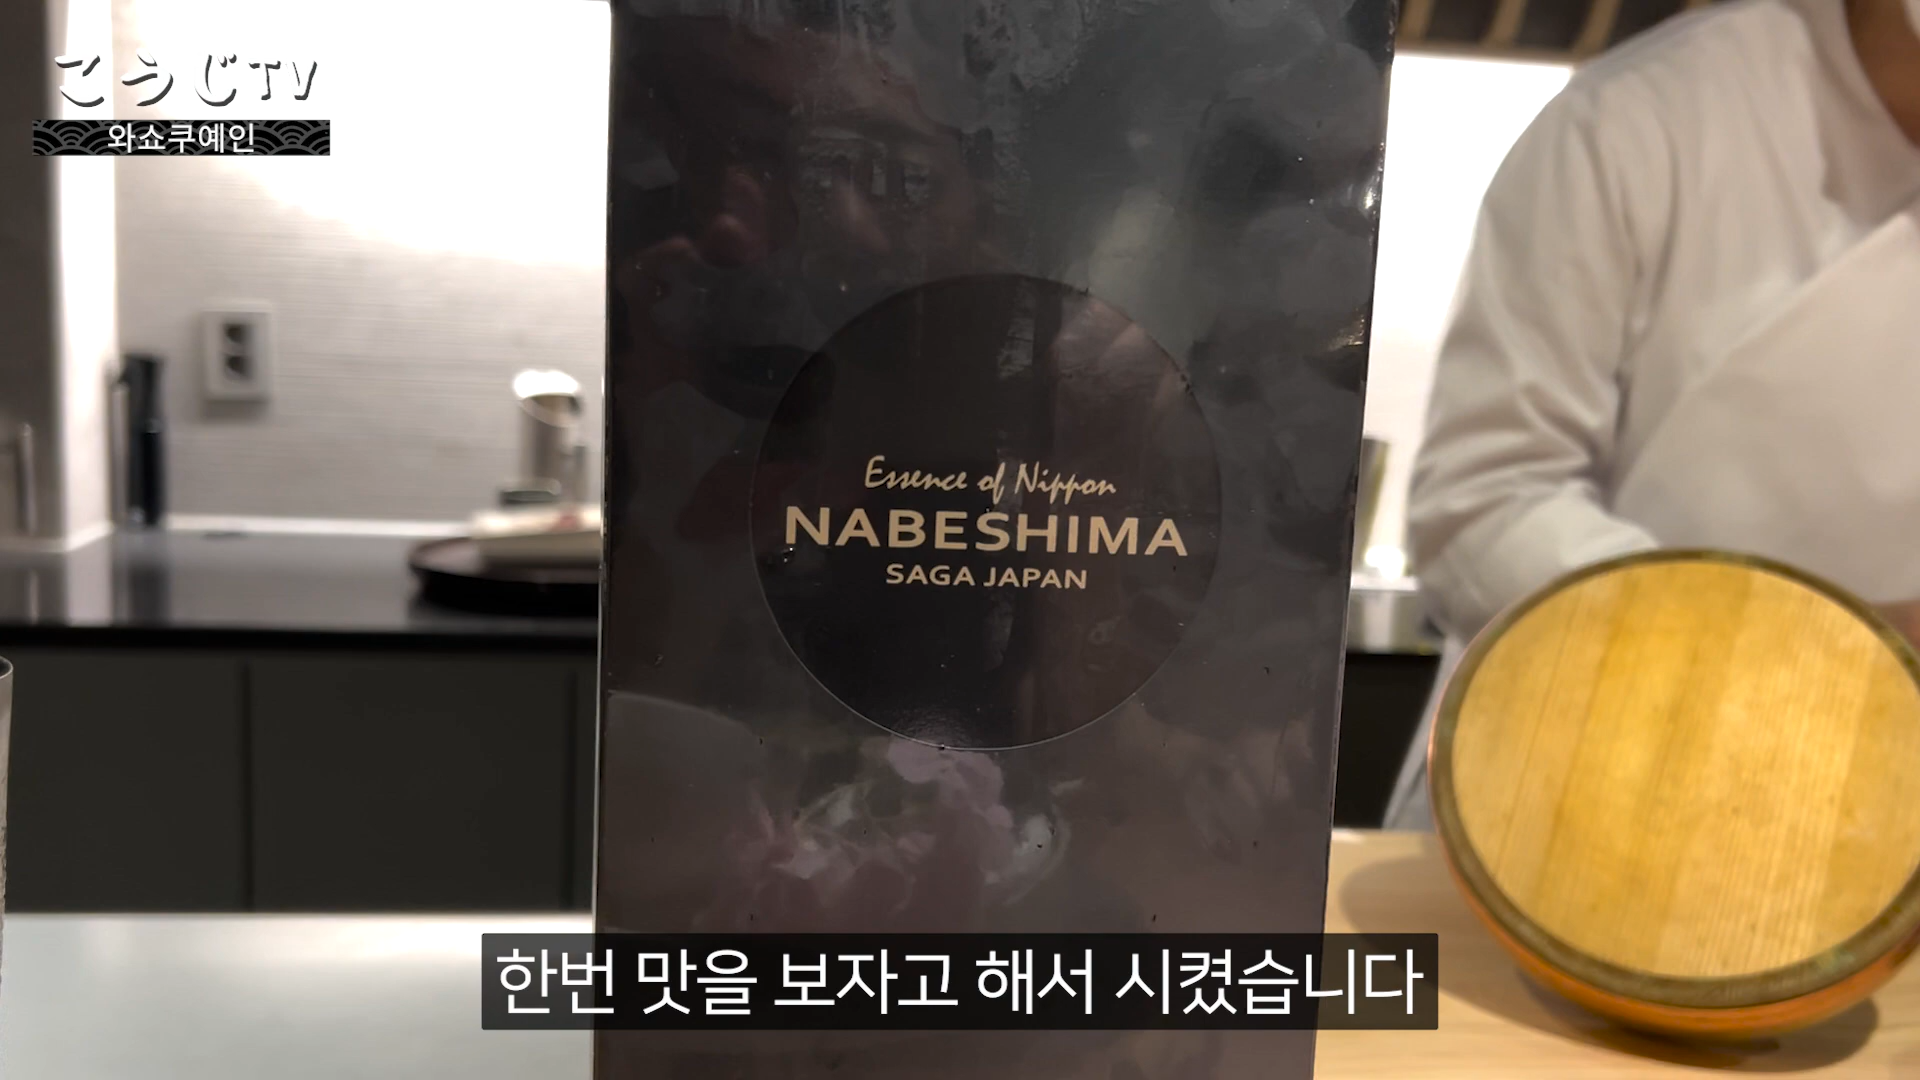 こうじTV
와쇼쿠예인
Essence of Nippon
NABESHIMA
SAGA JAPAN
한번 맛을 보자고 해서 시켰습니다